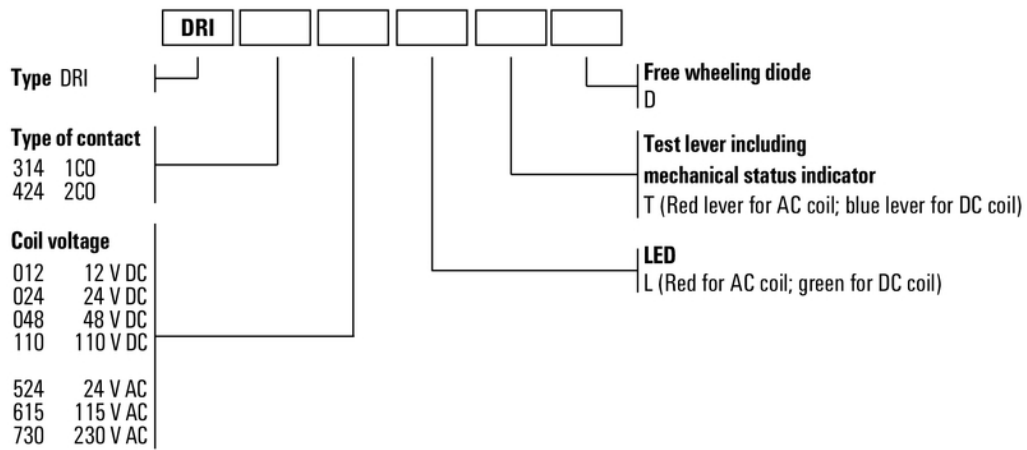 DRI
Type DRI
Type of contact
314 1CO
424 2CO
Coil voltage
012 12 V DC
024 24 V DC
048 48 V DC
110 110 V DC
524 24 V AC
615 115 V AC
730 230 V AC
Free wheeling diode
D
Test lever including
mechanical status indicator
T (Red lever for AC coil; blue lever for DC coil)
LED
L (Red for AC coil; green for DC coil)